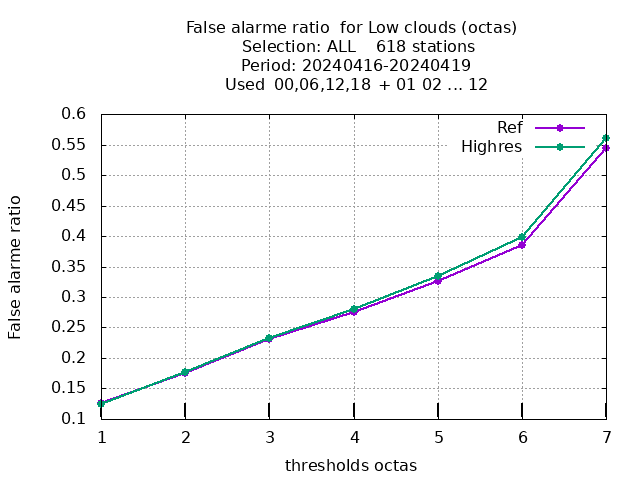 False alarme ratio  for Low clouds (octas)
Selection: ALL    618 stations
Period: 20240416-20240419
Used  00,06,12,18 + 01 02 ... 12
Ref
Highres
0.6
0.55
0.5
0.45
0.4
0.35
0.3
0.25
0.2
0.15
0.1
False alarme ratio
1 2 3 4 5 6 7
thresholds octas